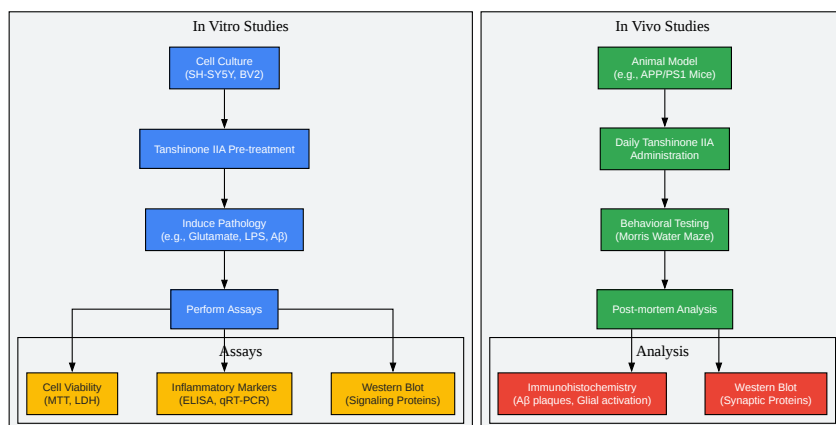 In Vitro Studies
Cell Culture
(SH-SY5Y, BV2)
Tanshinone IIA Pre-treatment
Induce Pathology
(e.g., Glutamate, LPS, Aβ)
Perform Assays
Assays
Cell Viability
(MTT, LDH)
Inflammatory Markers
(ELISA, qRT-PCR)
Western Blot
(Signaling Proteins)
In Vivo Studies
Animal Model
(e.g., APP/PS1 Mice)
Daily Tanshinone IIA
Administration
Behavioral Testing
(Morris Water Maze)
Post-mortem Analysis
Analysis
Immunohistochemistry
(Aβ plaques, Glial activation)
Western Blot
(Synaptic Proteins)